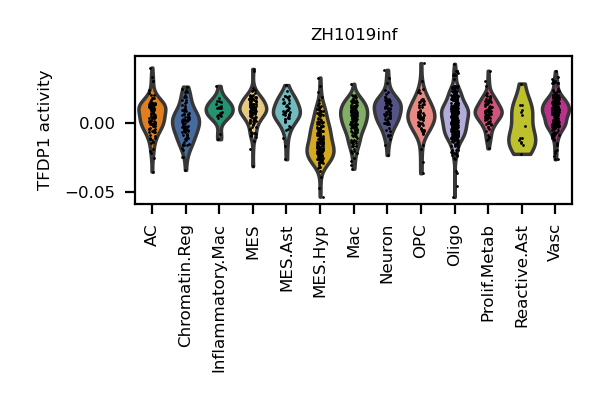 ZH1019inf
TFDP1 activity
0.00
−0.05
AC
Chromatin.Reg
Inflammatory.Mac
MES
MES.Ast
MES.Hyp
Mac
Neuron
OPC
Oligo
Prolif.Metab
Reactive.Ast
Vasc